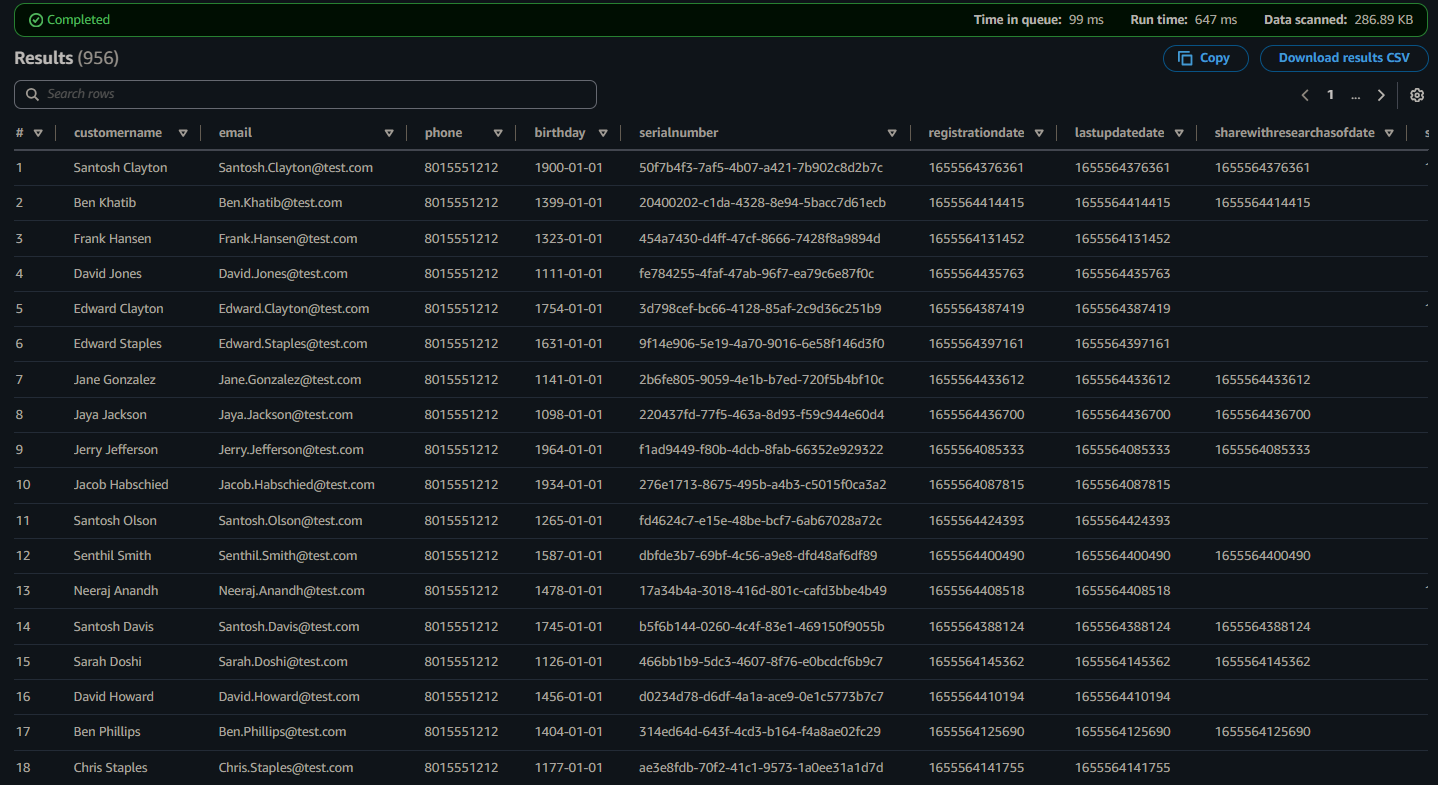 Completed Time in queue: 99 ms Run time: 647 ms Data scanned: 286.89 KB
Results (956) Copy Download results CSV
Search rows 1 ...
# customername email phone birthday serialnumber registrationdate lastupdatedate sharewithresearchasofdate
1 Santosh Clayton Santosh.Clayton@test.com 8015551212 1900-01-01 50f7b4f3-7af5-4b07-a421-7b902c8d2b7c 1655564376361 1655564376361 1655564376361
2 Ben Khatib Ben.Khatib@test.com 8015551212 1399-01-01 20400202-c1da-4328-8e94-5bacc7d61ecb 1655564414415 1655564414415 1655564414415
3 Frank Hansen Frank.Hansen@test.com 8015551212 1323-01-01 454a7430-d4ff-47cf-8666-7428f8a9894d 1655564131452 1655564131452
4 David Jones David.Jones@test.com 8015551212 1111-01-01 fe784255-4faf-47ab-96f7-ea79c6e87f0c 1655564435763 1655564435763
5 Edward Clayton Edward.Clayton@test.com 8015551212 1754-01-01 3d798cef-bc66-4128-85af-2c9d36c251b9 1655564387419 1655564387419
6 Edward Staples Edward.Staples@test.com 8015551212 1631-01-01 9f14e906-5e19-4a70-9016-6e58f146d3f0 1655564397161 1655564397161
7 Jane Gonzalez Jane.Gonzalez@test.com 8015551212 1141-01-01 2b6fe805-9059-4e1b-b7ed-720f5b4bf10c 1655564433612 1655564433612 1655564433612
8 Jaya Jackson Jaya.Jackson@test.com 8015551212 1098-01-01 220437fd-77f5-463a-8d93-f59c944e60d4 1655564436700 1655564436700 1655564436700
9 Jerry Jefferson Jerry.Jefferson@test.com 8015551212 1964-01-01 f1ad9449-f80b-4dcb-8fab-66352e929322 1655564085333 1655564085333 1655564085333
10 Jacob Habschied Jacob.Habschied@test.com 8015551212 1934-01-01 276e1713-8675-495b-a4b3-c5015f0ca3a2 1655564087815 1655564087815
11 Santosh Olson Santosh.Olson@test.com 8015551212 1265-01-01 fd4624c7-e15e-48be-bcf7-6ab67028a72c 1655564424393 1655564424393
12 Senthil Smith Senthil.Smith@test.com 8015551212 1587-01-01 dbfde3b7-69bf-4c56-a9e8-dfd48af6df89 1655564400490 1655564400490 1655564400490
13 Neeraj Anandh Neeraj.Anandh@test.com 8015551212 1478-01-01 17a34b4a-3018-416d-801c-cafd3bbe4b49 1655564408518 1655564408518
14 Santosh Davis Santosh.Davis@test.com 8015551212 1745-01-01 b5f6b144-0260-4c4f-83e1-469150f9055b 1655564388124 1655564388124 1655564388124
15 Sarah Doshi Sarah.Doshi@test.com 8015551212 1126-01-01 466bb1b9-5dc3-4607-8f76-e0bcdcf6b9c7 1655564145362 1655564145362 1655564145362
16 David Howard David.Howard@test.com 8015551212 1456-01-01 d0234d78-d6df-4a1a-ace9-0e1c5773b7c7 1655564410194 1655564410194
17 Ben Phillips Ben.Phillips@test.com 8015551212 1404-01-01 314ed64d-643f-4cd3-b164-f4a8ae02fc29 1655564125690 1655564125690 1655564125690
18 Chris Staples Chris.Staples@test.com 8015551212 1177-01-01 ae3e8fdb-70f2-41c1-9573-1a0ee31a1d7d 1655564141755 1655564141755